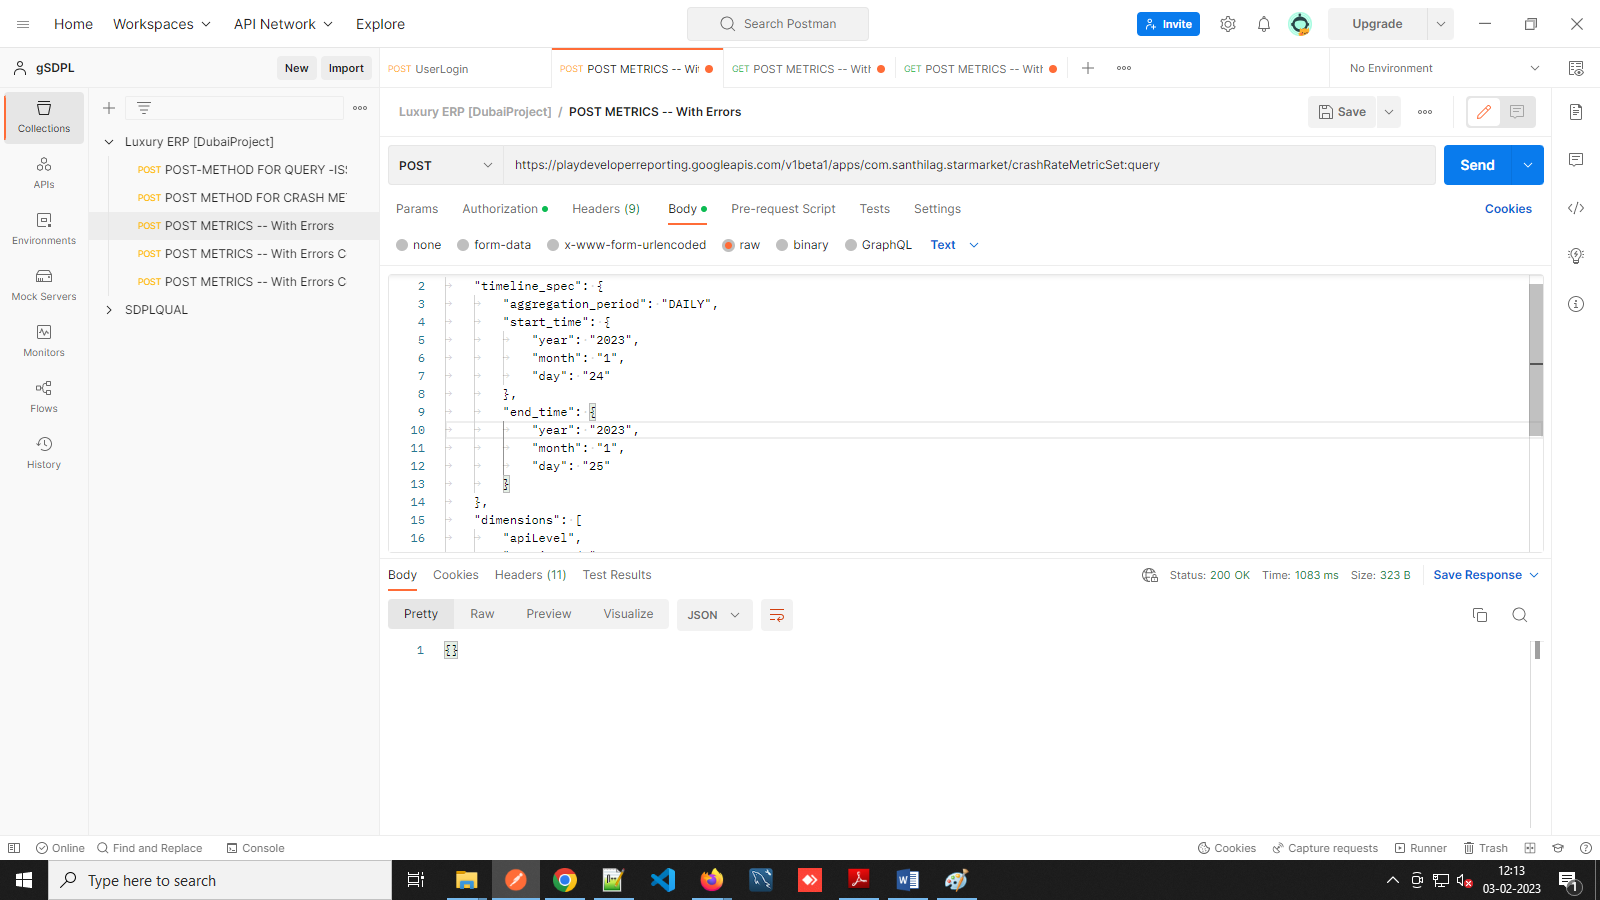 Home Workspaces API Network Explore Search Postman Invite Upgrade
gSDPL New Import POST UserLogin POST POST METRICS -- Wi GET POST METRICS -- Wit GET POST METRICS -- Wit No Environment
Collections
APIs
Environments
Mock Servers
Monitors
Flows
History
Luxury ERP [DubaiProject]
POST POST-METHOD FOR QUERY -ISS
POST POST METHOD FOR CRASH ME
POST POST METRICS -- With Errors
POST POST METRICS -- With Errors C
POST POST METRICS -- With Errors C
SDPLQUAL
Luxury ERP [DubaiProject] / POST METRICS -- With Errors Save
POST https://playdeveloperreporting.googleapis.com/v1beta1/apps/com.santhilag.starmarket/crashRateMetricSet:query Send
Params Authorization Headers (9) Body Pre-request Script Tests Settings Cookies
none form-data x-www-form-urlencoded raw binary GraphQL Text
2 "timeline_spec": {
3 "aggregation_period": "DAILY",
4 "start_time": {
5 "year": "2023",
6 "month": "1",
7 "day": "24"
8 },
9 "end_time": {
10 "year": "2023",
11 "month": "1",
12 "day": "25"
13 }
14 },
15 "dimensions": [
16 "apiLevel",
Body Cookies Headers (11) Test Results Status: 200 OK Time: 1083 ms Size: 323 B Save Response
Pretty Raw Preview Visualize JSON
1 {}
Online Find and Replace Console Cookies Capture requests Runner Trash
Type here to search 12:13
03-02-2023 1